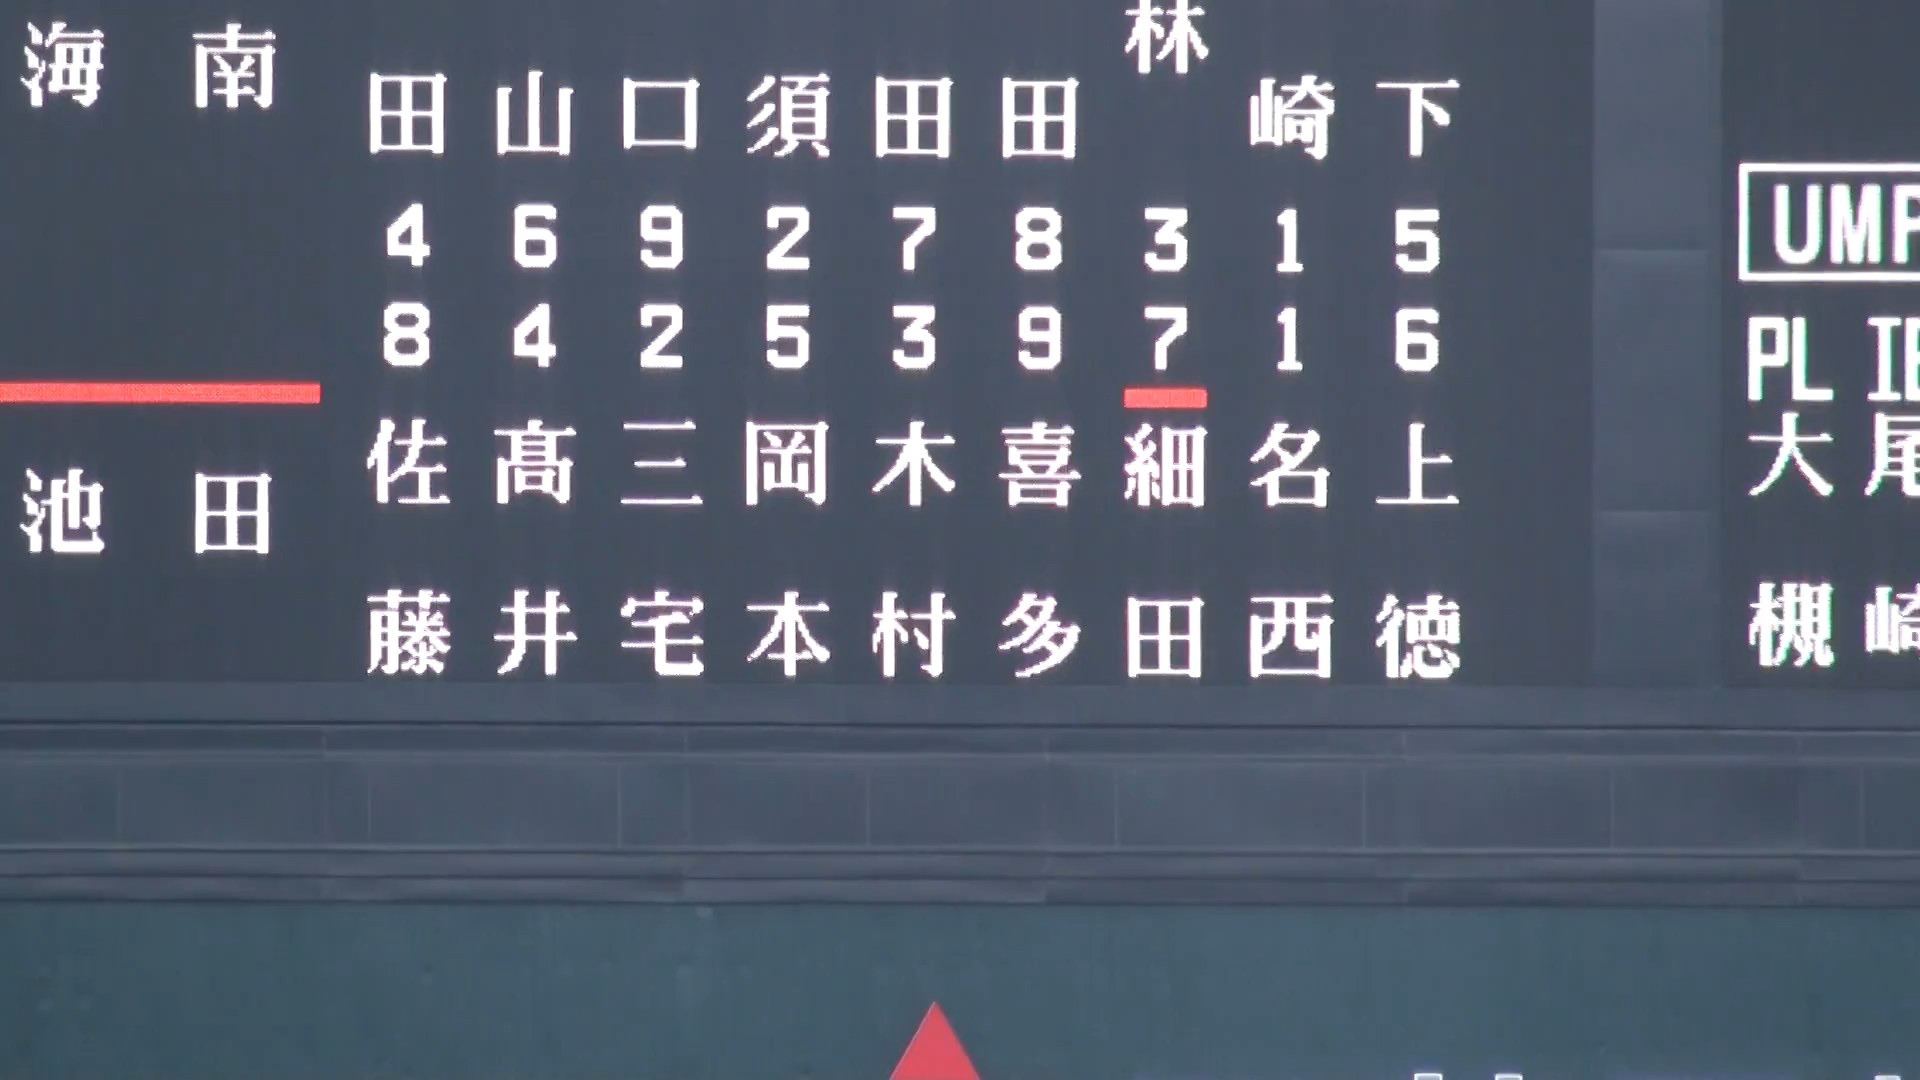 海南
田 山 口 須 田 田 林 崎 下
4 6 9 2 7 8 3 1 5
8 4 2 5 3 9 7 1 6
池田
佐藤
高井
三宅
岡本
木村
喜多
細田
名西
上徳
UMP
PL
大
槻
尾
崎